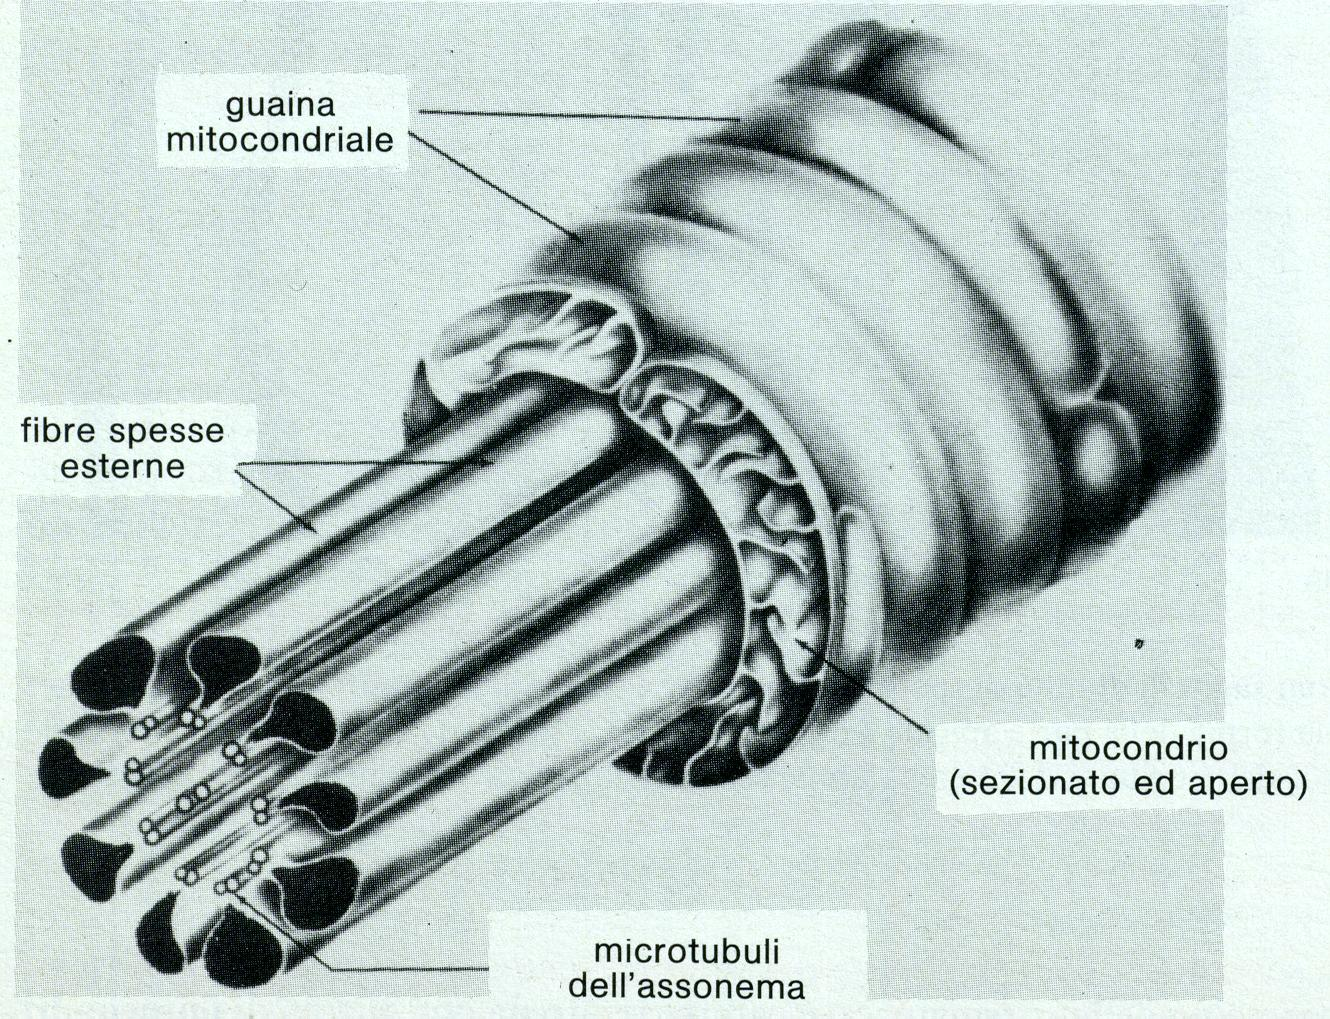 guaina
mitocondriale
fibre spesse
esterne
mitocondrio
(sezionato ed aperto)
microtubuli
dell'assonema